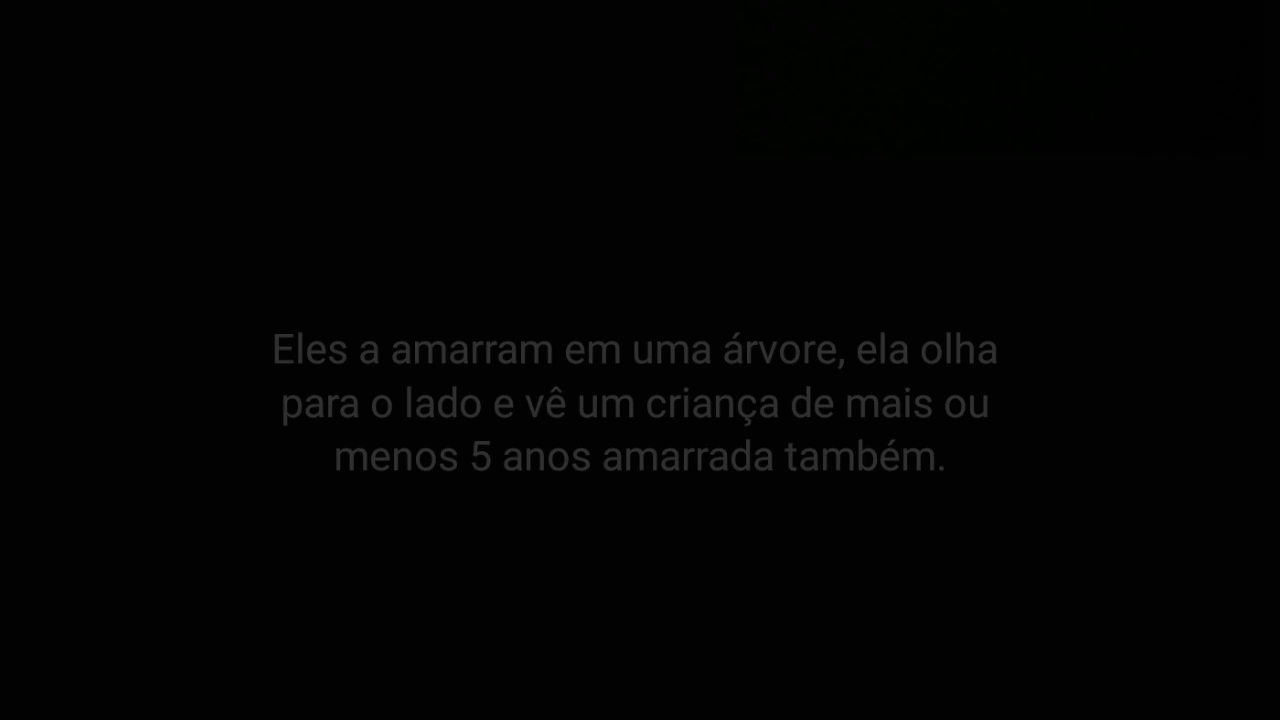 Eles a amarram em uma árvore, ela olha
para o lado e vê um criança de mais ou
menos 5 anos amarrada também.